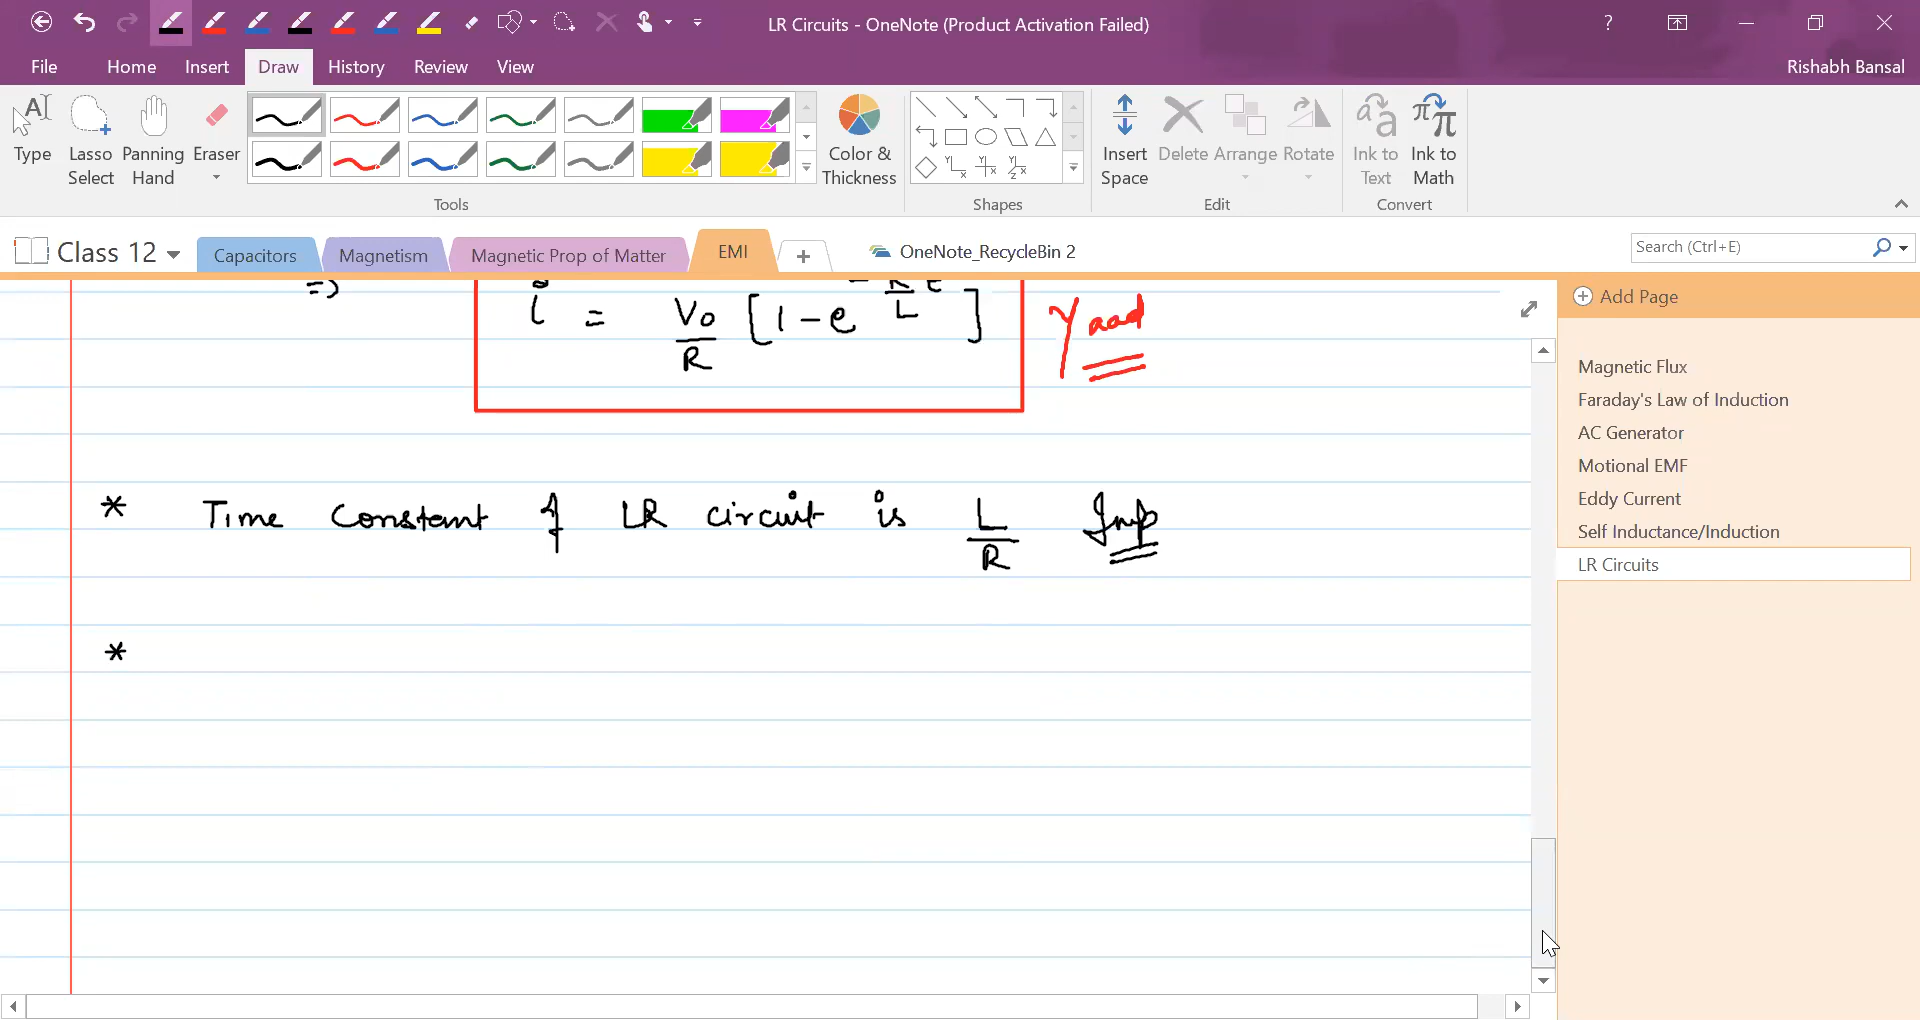 LR Circuits - OneNote (Product Activation Failed)
?
File Home Insert Draw History Review View Rishabh Bansal
Type
Lasso Select
Panning Hand
Eraser
Color & Thickness
Insert Space
Delete
Arrange
Rotate
Ink to Text
Ink to Math
Tools Shapes Edit Convert
Class 12 Capacitors Magnetism Magnetic Prop of Matter EMI + OneNote_RecycleBin 2 Search (Ctrl+E)
Add Page
Magnetic Flux
Faraday's Law of Induction
AC Generator
Motional EMF
Eddy Current
Self Inductance/Induction
LR Circuits
=> i = V₀/R [1 - e^(-R/L t)] Yaad
* Time Constant of LR circuit is L/R Imp
*